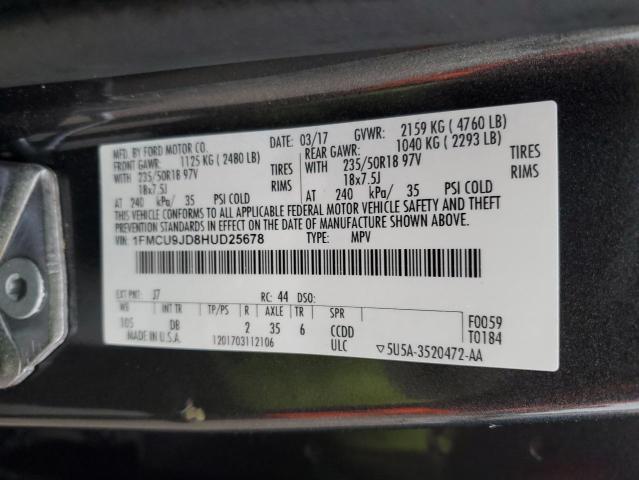 MFD. BY FORD MOTOR CO.
DATE: 03/17 GVWR: 2159 KG ( 4760 LB)
FRONT GAWR: 1125 KG ( 2480 LB)
REAR GAWR: 1040 KG ( 2293 LB)
WITH 235/50R18 97V TIRES
WITH 235/50R18 97V TIRES
18x7.5J RIMS
18x7.5J RIMS
AT 240 kPa/ 35 PSI COLD
AT 240 kPa/ 35 PSI COLD
THIS VEHICLE CONFORMS TO ALL APPLICABLE FEDERAL MOTOR VEHICLE SAFETY AND THEFT
PREVENTION STANDARDS IN EFFECT ON THE DATE OF MANUFACTURE SHOWN ABOVE.
VIN: 1FMCU9JD8HUD25678 TYPE: MPV
EXT PNT: J7 RC: 44 DSO:
WB INT TR TP/PS R AXLE TR SPR
105 DB 2 35 6 CCDD
F0059
T0184
MADE IN U.S.A. 1201703112106 ULC ▽5U5A-3520472-AA